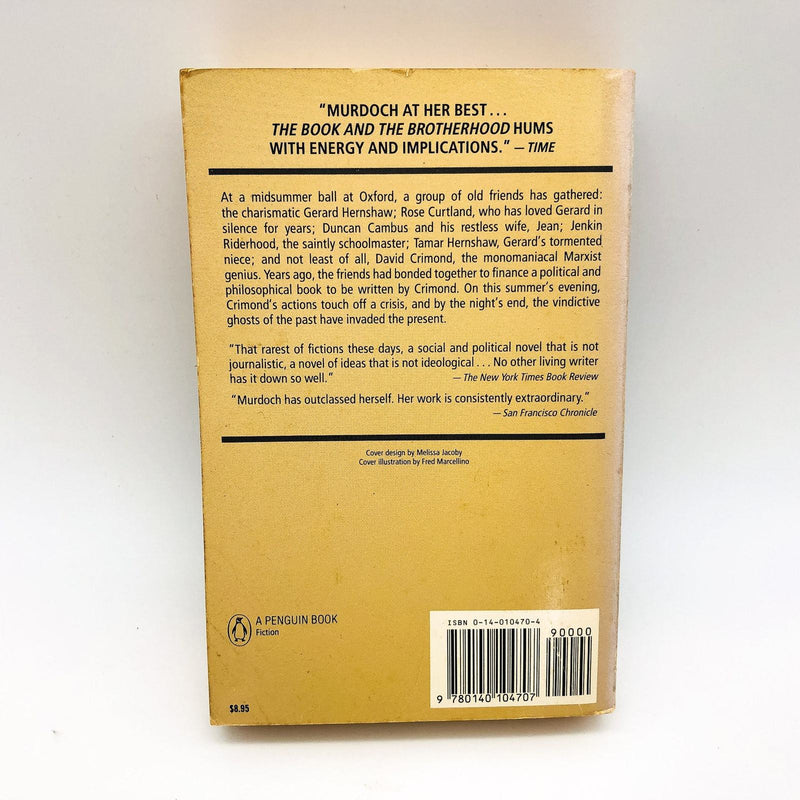 "MURDOCH AT HER BEST...
THE BOOK AND THE BROTHERHOOD HUMS
WITH ENERGY AND IMPLICATIONS." — TIME
At a midsummer ball at Oxford, a group of old friends has gathered:
the charismatic Gerard Hernshaw; Rose Curtland, who has loved Gerard in
silence for years; Duncan Cambus and his restless wife, Jean; Jenkin
Riderhood, the saintly schoolmaster; Tamar Hernshaw, Gerard's tormented
niece; and not least of all, David Crimond, the monomaniacal Marxist
genius. Years ago, the friends had bonded together to finance a political and
philosophical book to be written by Crimond. On this summer's evening,
Crimond's actions touch off a crisis, and by the night's end, the vindictive
ghosts of the past have invaded the present.
"That rarest of fictions these days, a social and political novel that is not
journalistic, a novel of ideas that is not ideological... No other living writer
has it down so well." — The New York Times Book Review
"Murdoch has outclassed herself. Her work is consistently extraordinary."
— San Francisco Chronicle
Cover design by Melissa Jacoby
Cover illustration by Fred Marcellino
A PENGUIN BOOK
Fiction
ISBN 0-14-010470-4
90000
9 780140 104707
$8.95